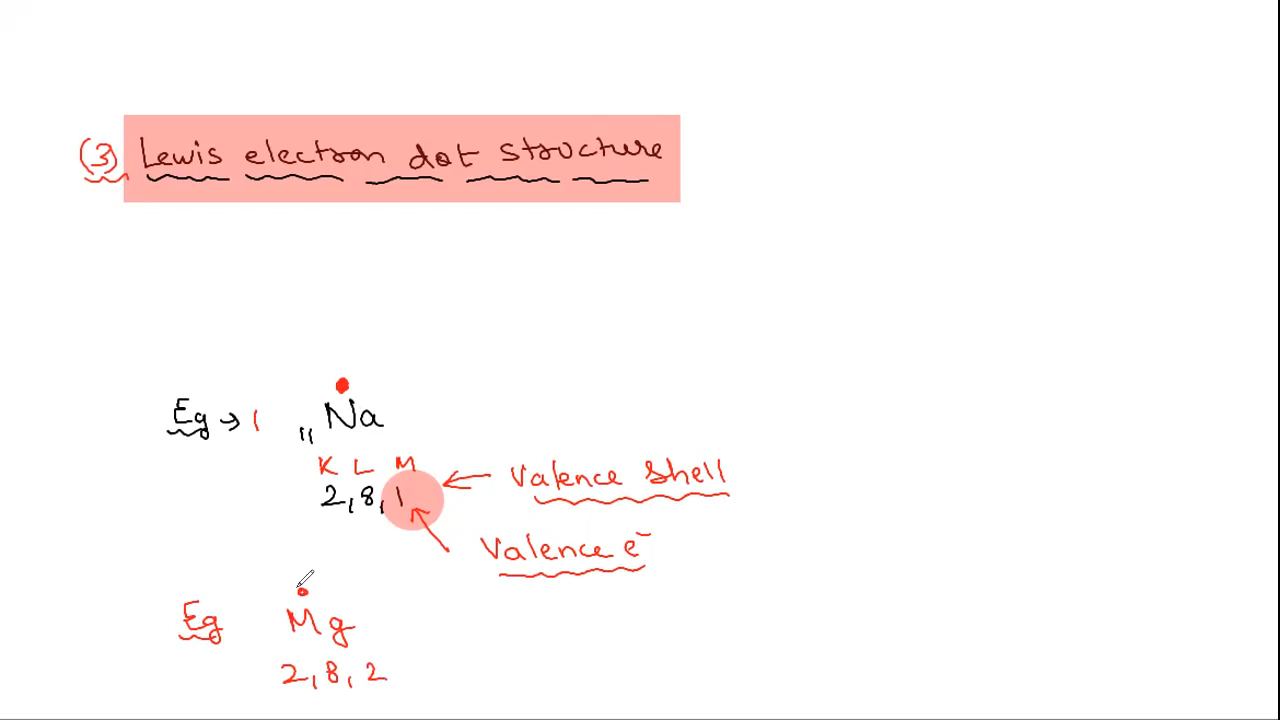 (3) Lewis electron dot structure
Eg → 1 11Na
K L M
2,8,1 ← Valence shell
Valence e⁻
Eg Mg
2,8,2